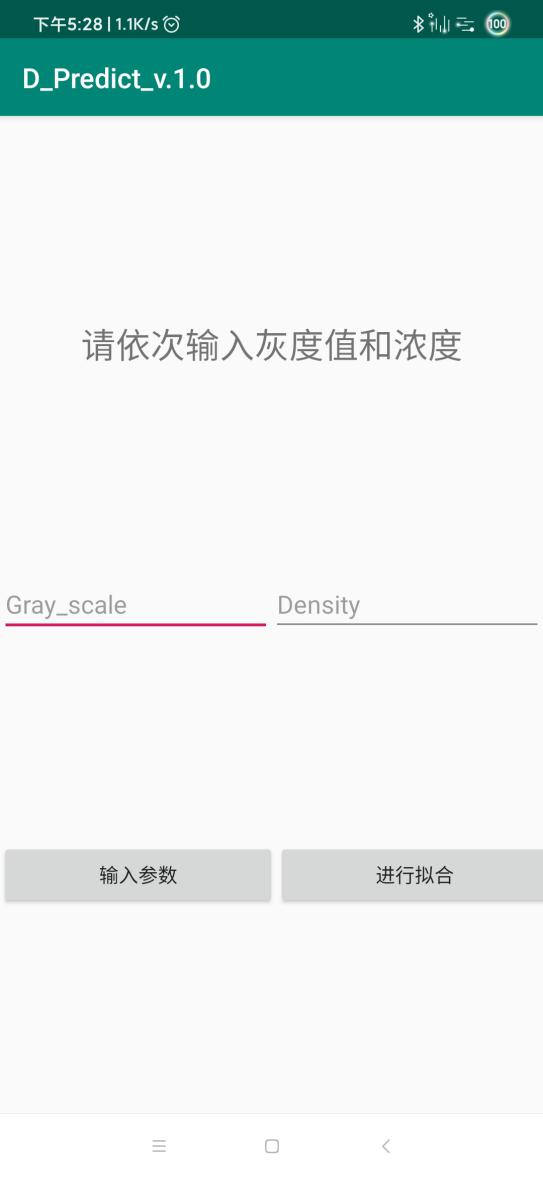 下午5:28 | 1.1K/s
100
D_Predict_v.1.0
请依次输入灰度值和浓度
Gray_scale
Density
输入参数
进行拟合